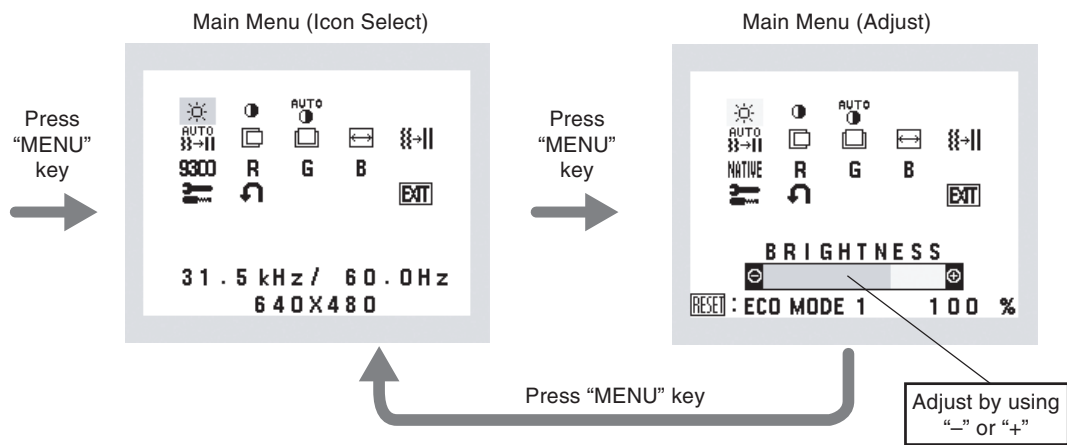 Main Menu (Icon Select)
Main Menu (Adjust)
Press
“MENU”
key
AUTO
AUTO
9300 R G B
EXIT
31.5 kHz/ 60.0Hz
640X480
Press
“MENU”
key
AUTO
AUTO
NATIVE R G B
EXIT
BRIGHTNESS
RESET : ECO MODE 1 100 %
Press “MENU” key
Adjust by using
“–” or “+”